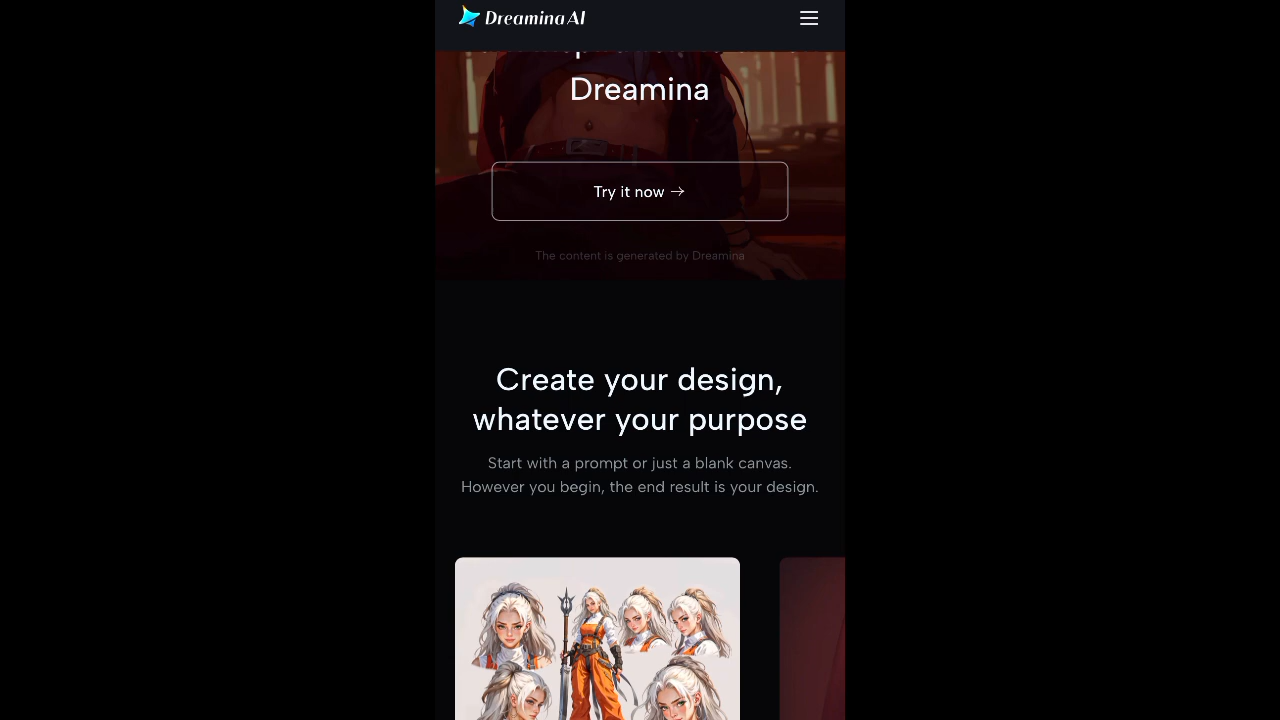 Dreamina AI
Dreamina
Try it now →
The content is generated by Dreamina
Create your design,
whatever your purpose
Start with a prompt or just a blank canvas.
However you begin, the end result is your design.